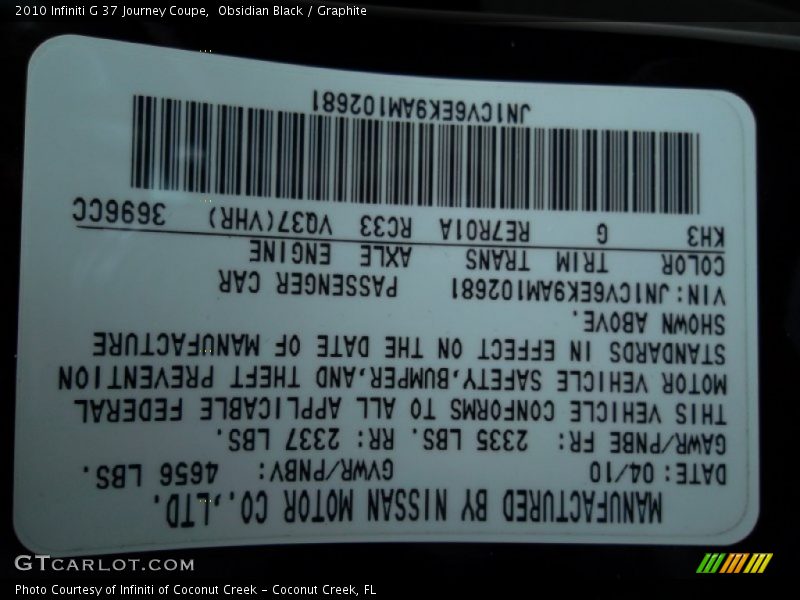 2010 Infiniti G 37 Journey Coupe,  Obsidian Black / Graphite
MANUFACTURED BY NISSAN MOTOR CO.,LTD.
DATE: 04/10 GVWR/PNBV: 4656 LBS.
GAWR/PNBE FR: 2335 LBS. RR: 2337 LBS.
THIS VEHICLE CONFORMS TO ALL APPLICABLE FEDERAL
MOTOR VEHICLE SAFETY,BUMPER,AND THEFT PREVENTION
STANDARDS IN EFFECT ON THE DATE OF MANUFACTURE
SHOWN ABOVE.
VIN: JN1CV6EK9AM102681 PASSENGER CAR
COLOR TRIM TRANS AXLE ENGINE
KH3 G RE7R01A RC33 VQ37(VHR) 3696CC
JN1CV6EK9AM102681
GTCARLOT.COM
Photo Courtesy of Infiniti of Coconut Creek – Coconut Creek, FL